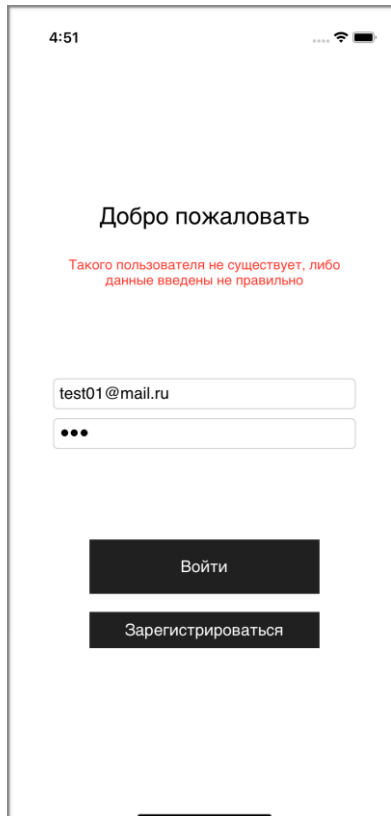 4:51
Добро пожаловать
Такого пользователя не существует, либо
данные введены не правильно
test01@mail.ru
•••
Войти
Зарегистрироваться